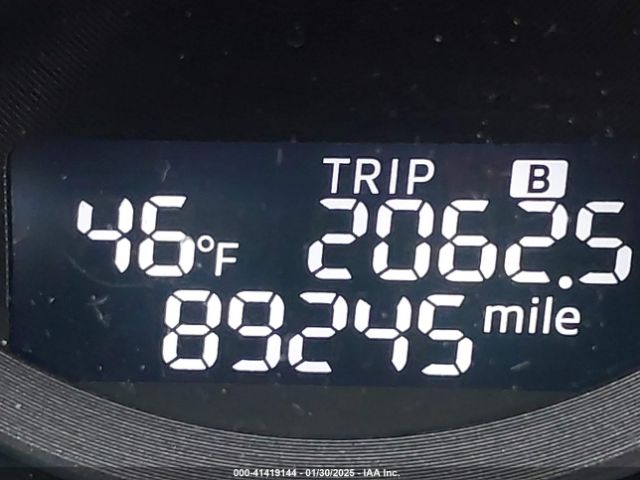 TRIP B
46°F 2062.5
89245 mile
000-41419144 - 01/30/2025 - IAA Inc.